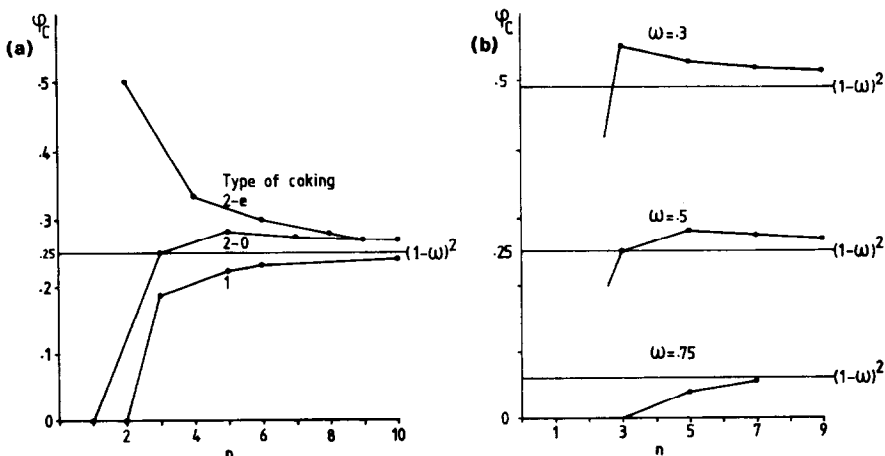 (a)
φc
.5
.4
.3
.25
.2
.1
0
Type of coking
2-e
2-0
1
(1-ω)²
2
4
6
8
10
n
(b)
φc
.5
.25
0
ω=.3
(1-ω)²
ω=.5
(1-ω)²
ω=.75
(1-ω)²
1
3
5
7
9
n